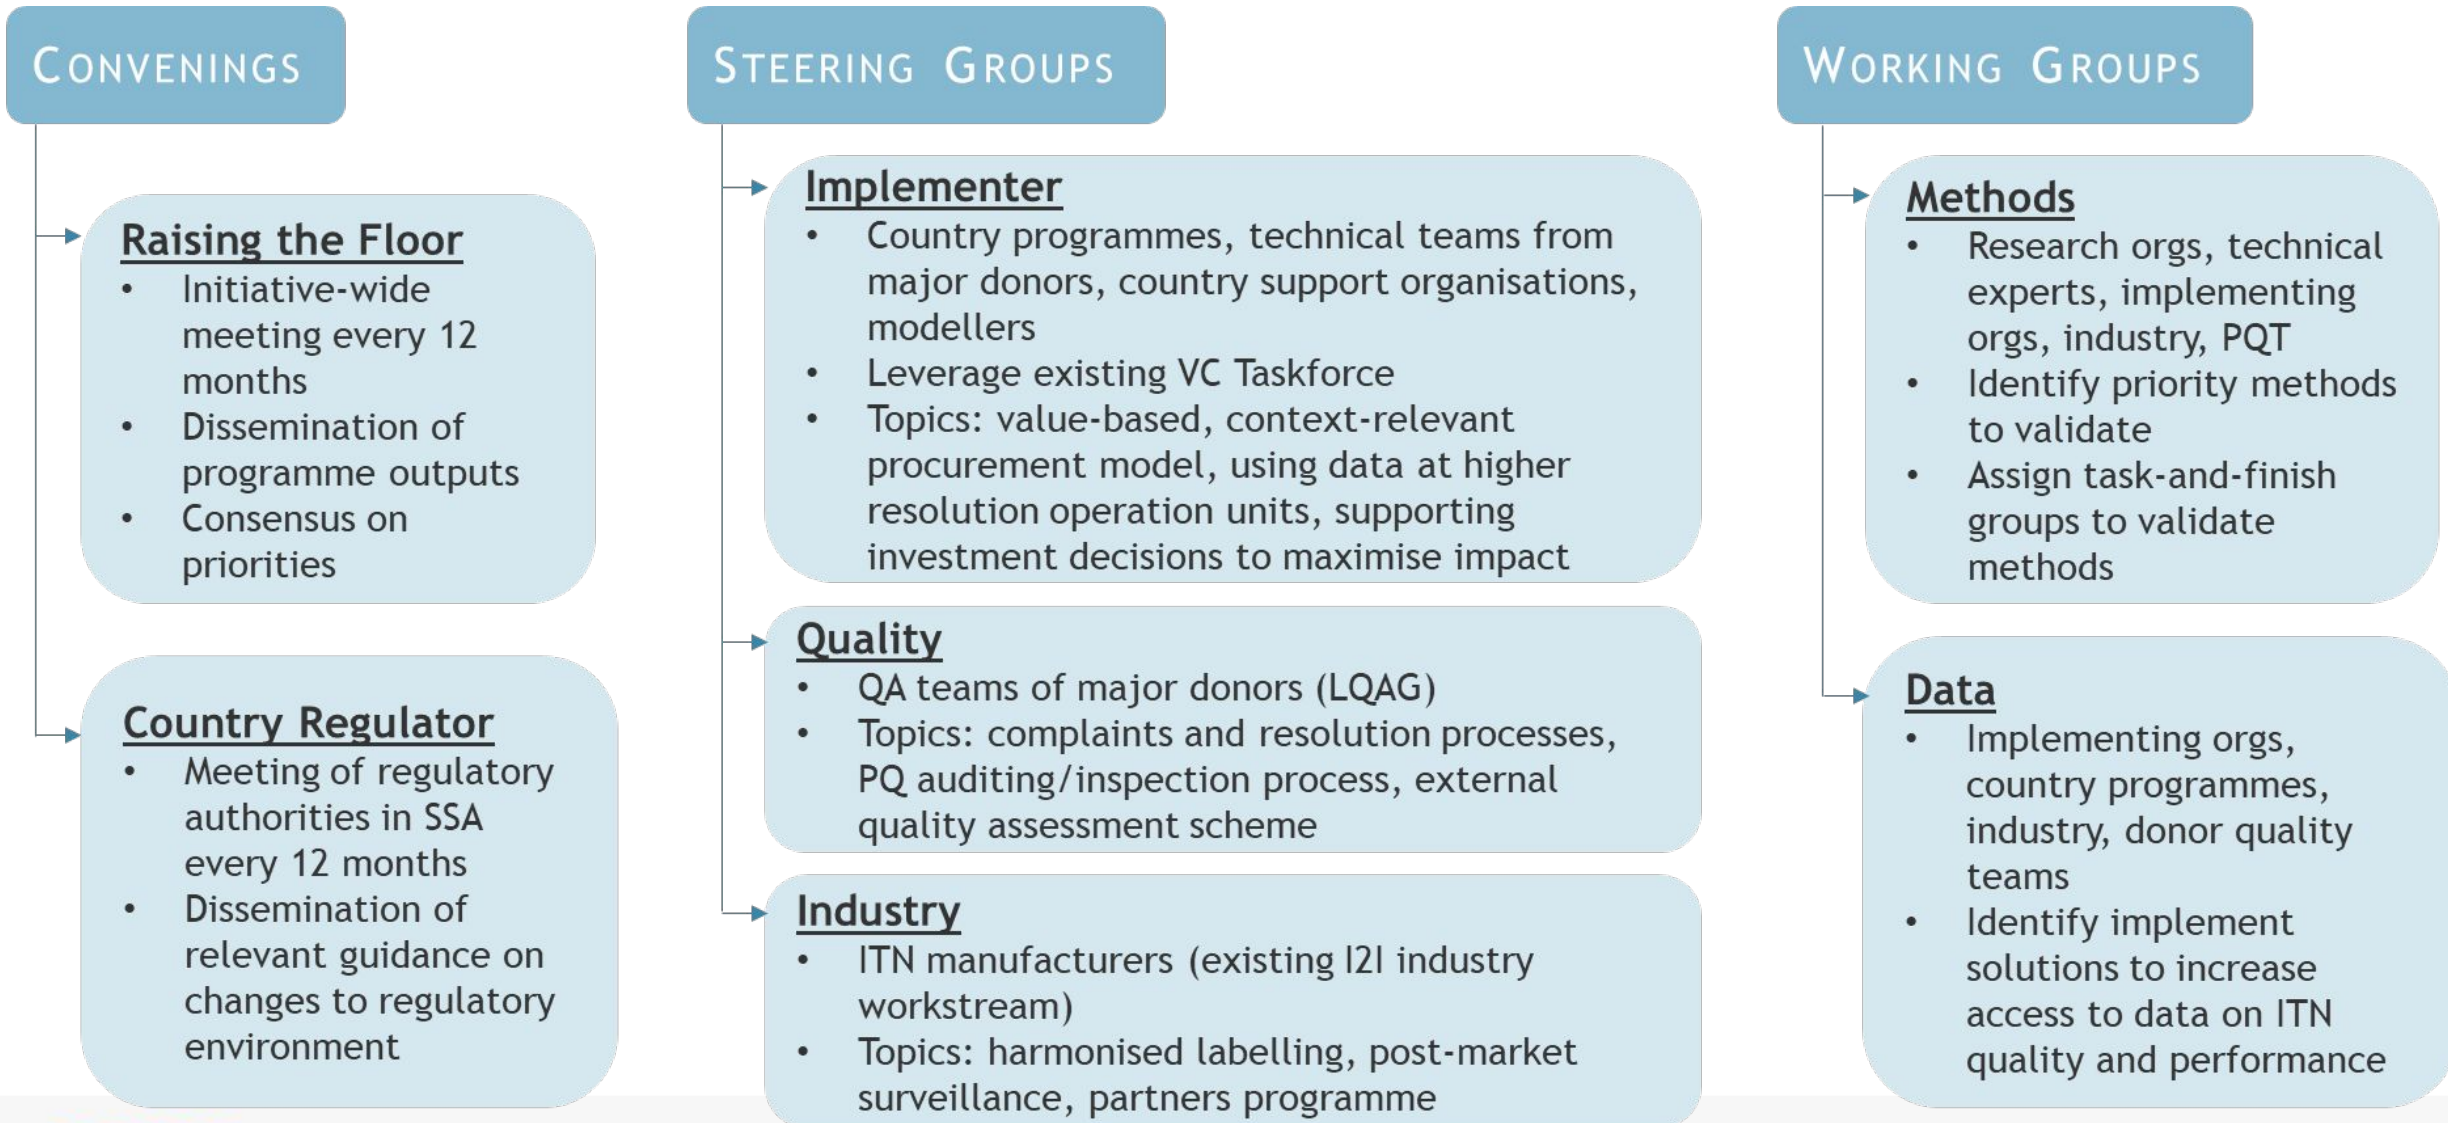 CONVENINGS
Raising the Floor
• Initiative-wide
meeting every 12
months
• Dissemination of
programme outputs
• Consensus on
priorities
Country Regulator
• Meeting of regulatory
authorities in SSA
every 12 months
• Dissemination of
relevant guidance on
changes to regulatory
environment
STEERING GROUPS
Implementer
• Country programmes, technical teams from
major donors, country support organisations,
modellers
• Leverage existing VC Taskforce
• Topics: value-based, context-relevant
procurement model, using data at higher
resolution operation units, supporting
investment decisions to maximise impact
Quality
• QA teams of major donors (LQAG)
• Topics: complaints and resolution processes,
PQ auditing/inspection process, external
quality assessment scheme
Industry
• ITN manufacturers (existing I2I industry
workstream)
• Topics: harmonised labelling, post-market
surveillance, partners programme
WORKING GROUPS
Methods
• Research orgs, technical
experts, implementing
orgs, industry, PQT
• Identify priority methods
to validate
• Assign task-and-finish
groups to validate
methods
Data
• Implementing orgs,
country programmes,
industry, donor quality
teams
• Identify implement
solutions to increase
access to data on ITN
quality and performance